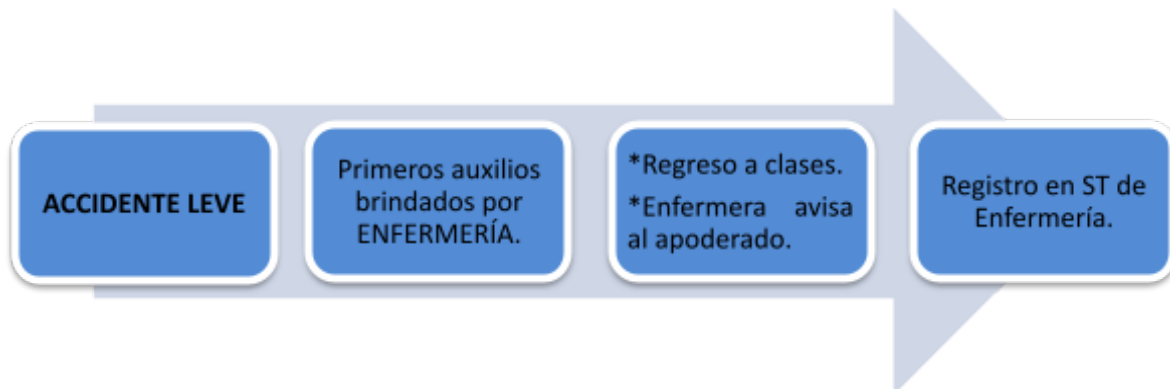 ACCIDENTE LEVE
Primeros auxilios
brindados por
ENFERMERÍA.
*Regreso a clases.
*Enfermera avisa
al apoderado.
Registro en ST de
Enfermería.